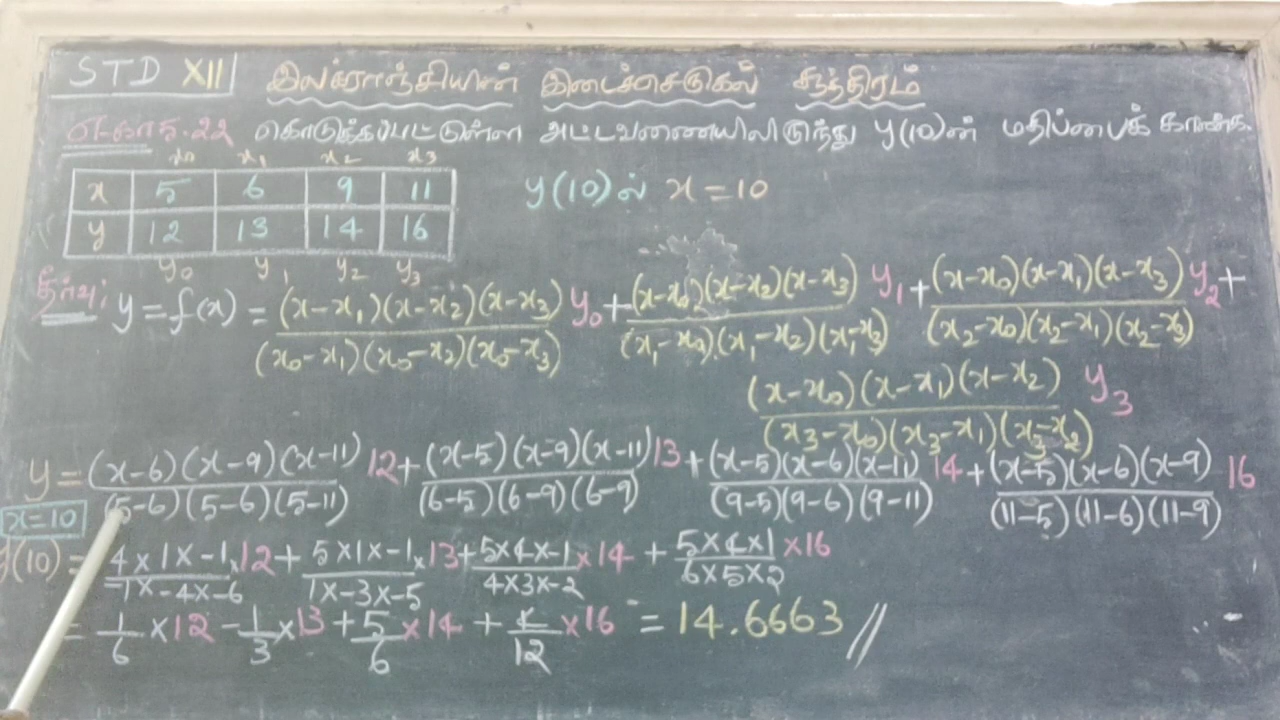 STD XII இலக்ராஞ்சியின் இடைச்செருகல் சூத்திரம்
எ.கா.5.22 கொடுக்கப்பட்டுள்ள அட்டவணையிலிருந்து y(10)ன் மதிப்பைக் காண்க.
x₀ x₁ x₂ x₃
x 5 6 9 11
y 12 13 14 16
y₀ y₁ y₂ y₃
y(10)ல் x = 10
தீர்வு: y = f(x) = (x-x₁)(x-x₂)(x-x₃)/(x₀-x₁)(x₀-x₂)(x₀-x₃) y₀ + (x-x₀)(x-x₂)(x-x₃)/(x₁-x₀)(x₁-x₂)(x₁-x₃) y₁ + (x-x₀)(x-x₁)(x-x₃)/(x₂-x₀)(x₂-x₁)(x₂-x₃) y₂ +
(x-x₀)(x-x₁)(x-x₂)/(x₃-x₀)(x₃-x₁)(x₃-x₂) y₃
y = (x-6)(x-9)(x-11)/(5-6)(5-6)(5-11) 12 + (x-5)(x-9)(x-11)/(6-5)(6-9)(6-9) 13 + (x-5)(x-6)(x-11)/(9-5)(9-6)(9-11) 14 + (x-5)(x-6)(x-9)/(11-5)(11-6)(11-9) 16
x=10
y(10) = 4×1×-1/-1×-4×-6 ×12 + 5×1×-1/1×-3×-5 ×13 + 5×4×-1/4×3×-2 ×14 + 5×4×1/6×5×2 ×16
= 1/6 ×12 - 1/3 ×13 + 5/6 ×14 + 4/12 ×16 = 14.6663 //